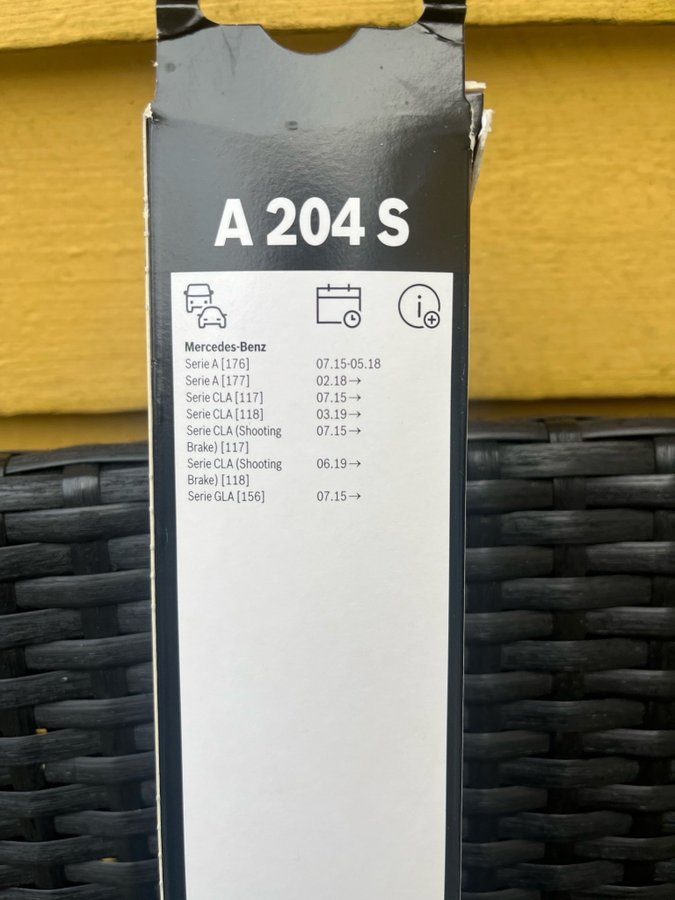 A 204 S
Mercedes-Benz
Serie A [176] 07.15-05.18
Serie A [177] 02.18→
Serie CLA [117] 07.15→
Serie CLA [118] 03.19→
Serie CLA (Shooting 07.15→
Brake) [117]
Serie CLA (Shooting 06.19→
Brake) [118]
Serie GLA [156] 07.15→